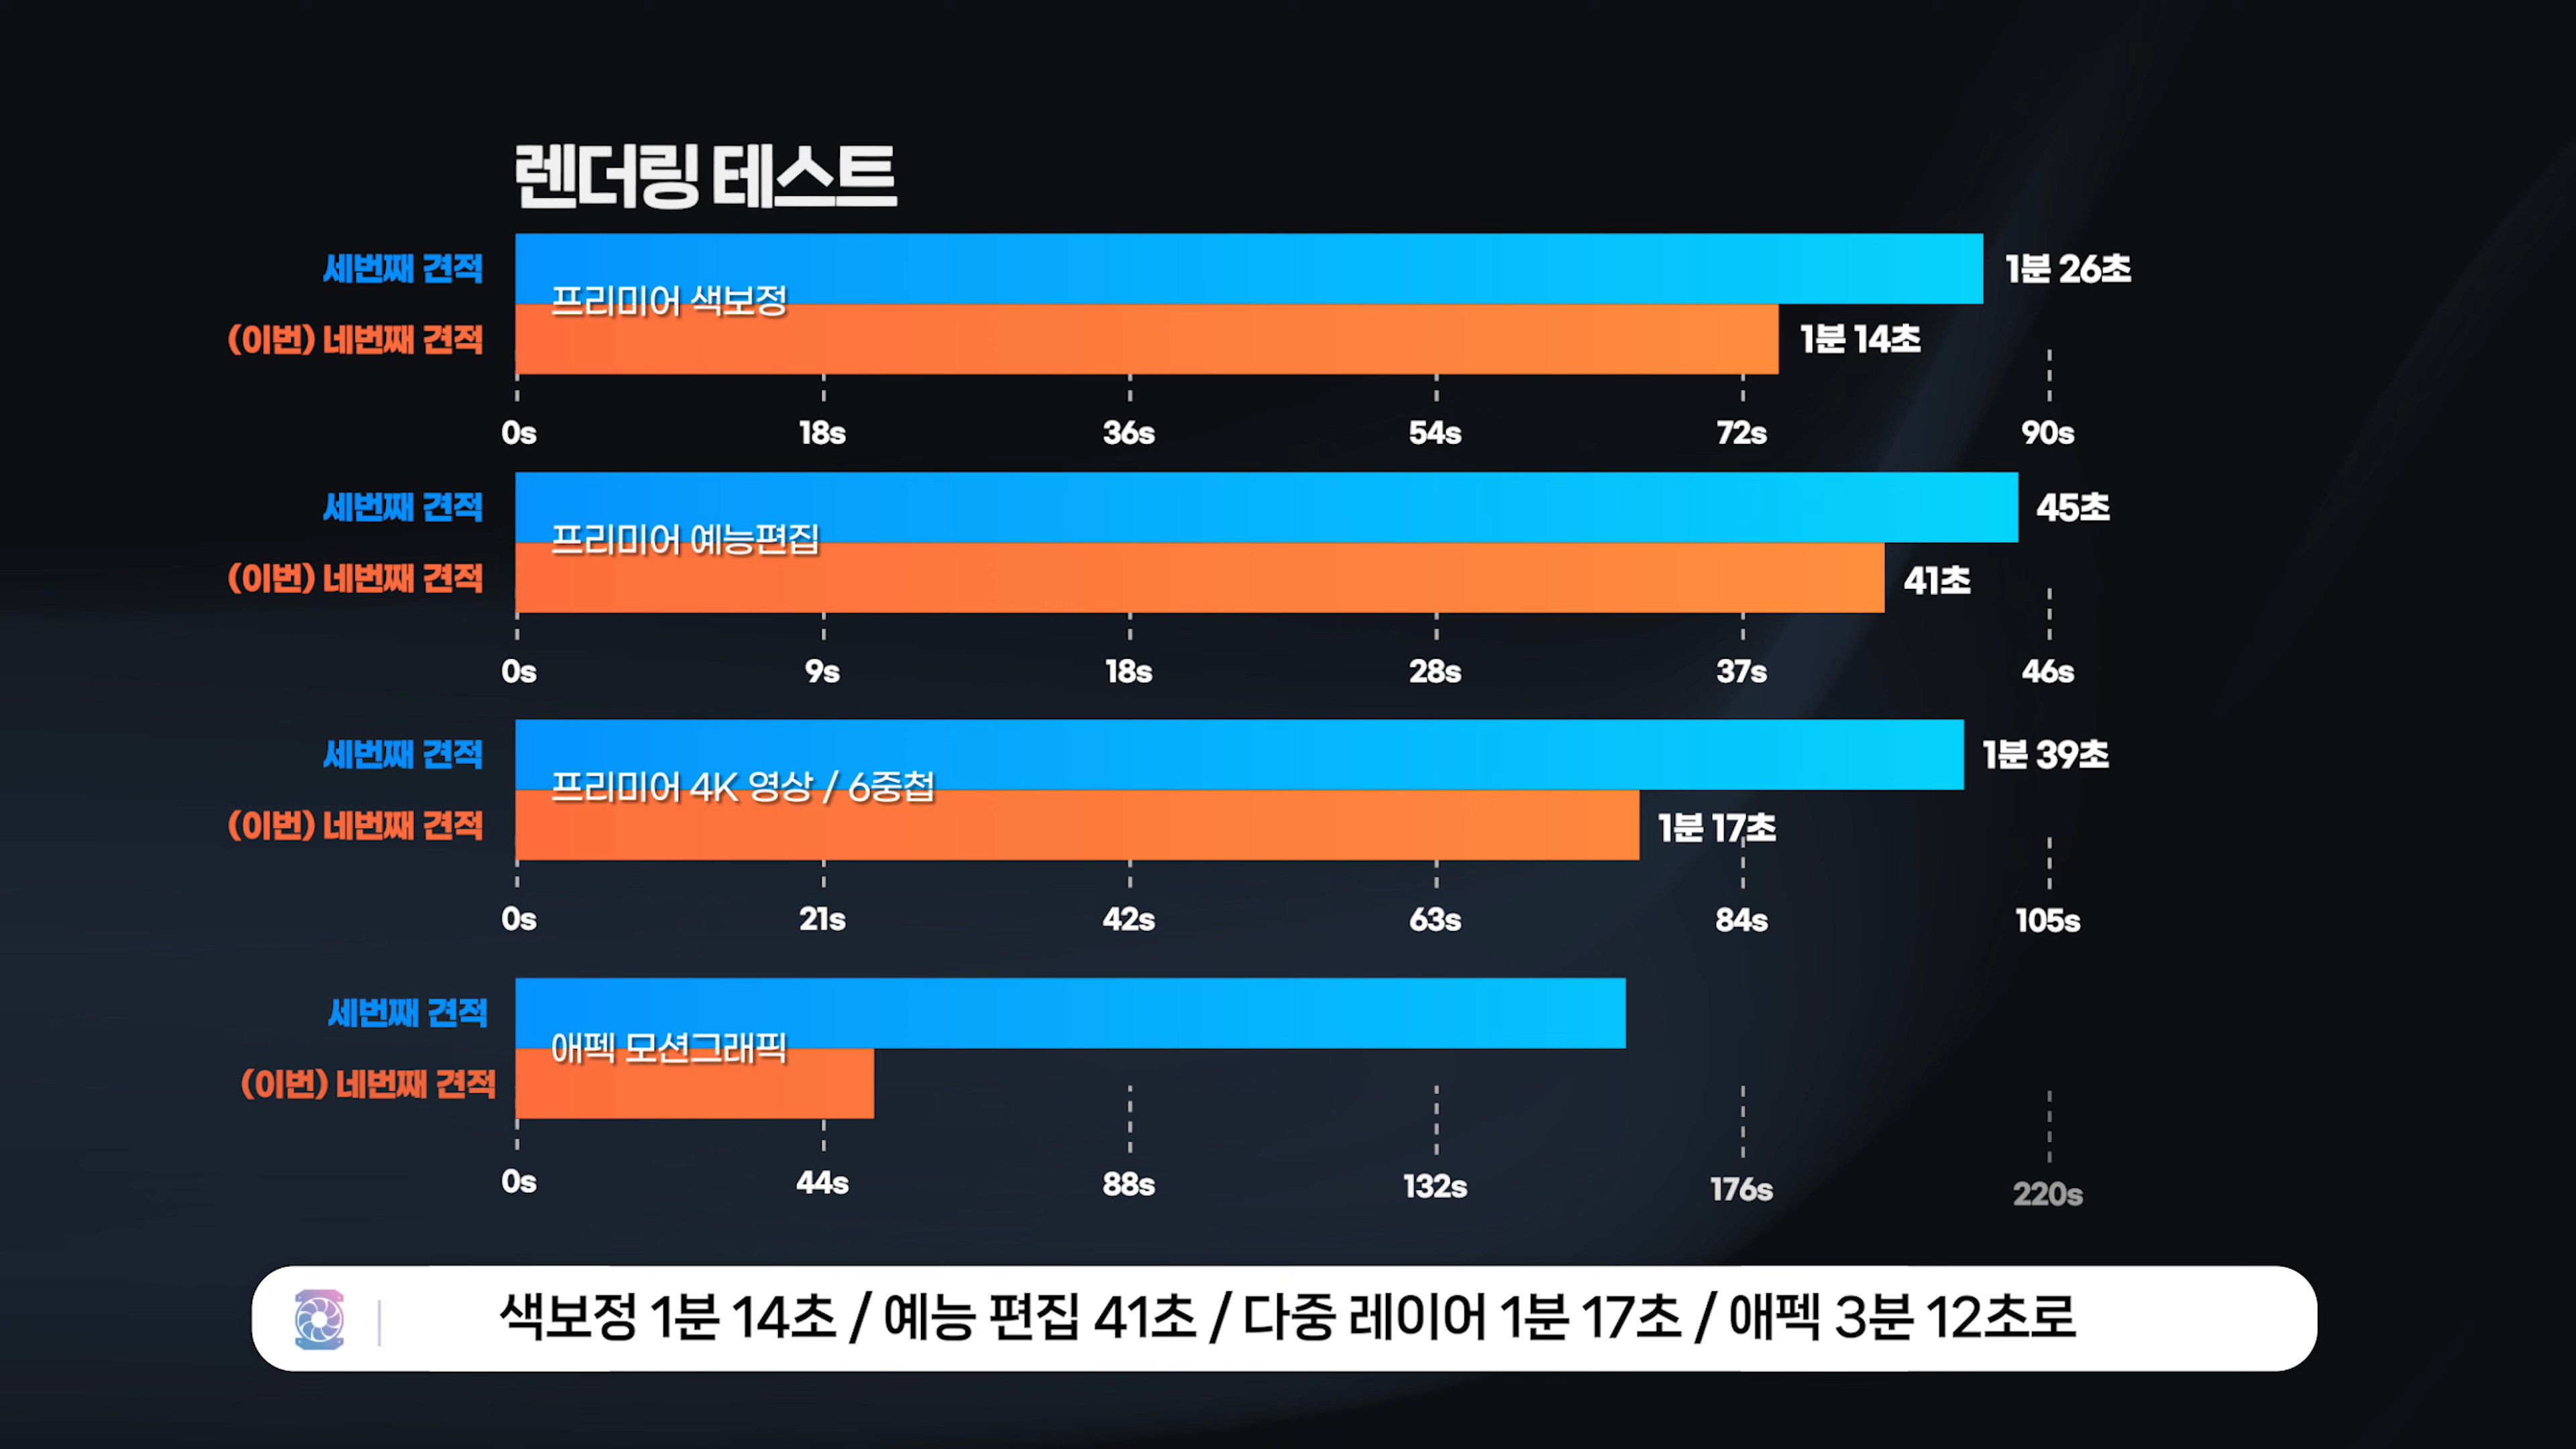 렌더링 테스트
세번째 견적
1분 26초
프리미어 색보정
(이번) 네번째 견적
1분 14초
0s 18s 36s 54s 72s 90s
세번째 견적
45초
프리미어 예능편집
(이번) 네번째 견적
41초
0s 9s 18s 28s 37s 46s
세번째 견적
1분 39초
프리미어 4K 영상 / 6중첩
(이번) 네번째 견적
1분 17초
0s 21s 42s 63s 84s 105s
세번째 견적
애펙 모션그래픽
(이번) 네번째 견적
0s 44s 88s 132s 176s 220s
색보정 1분 14초 / 예능 편집 41초 / 다중 레이어 1분 17초 / 애펙 3분 12초로